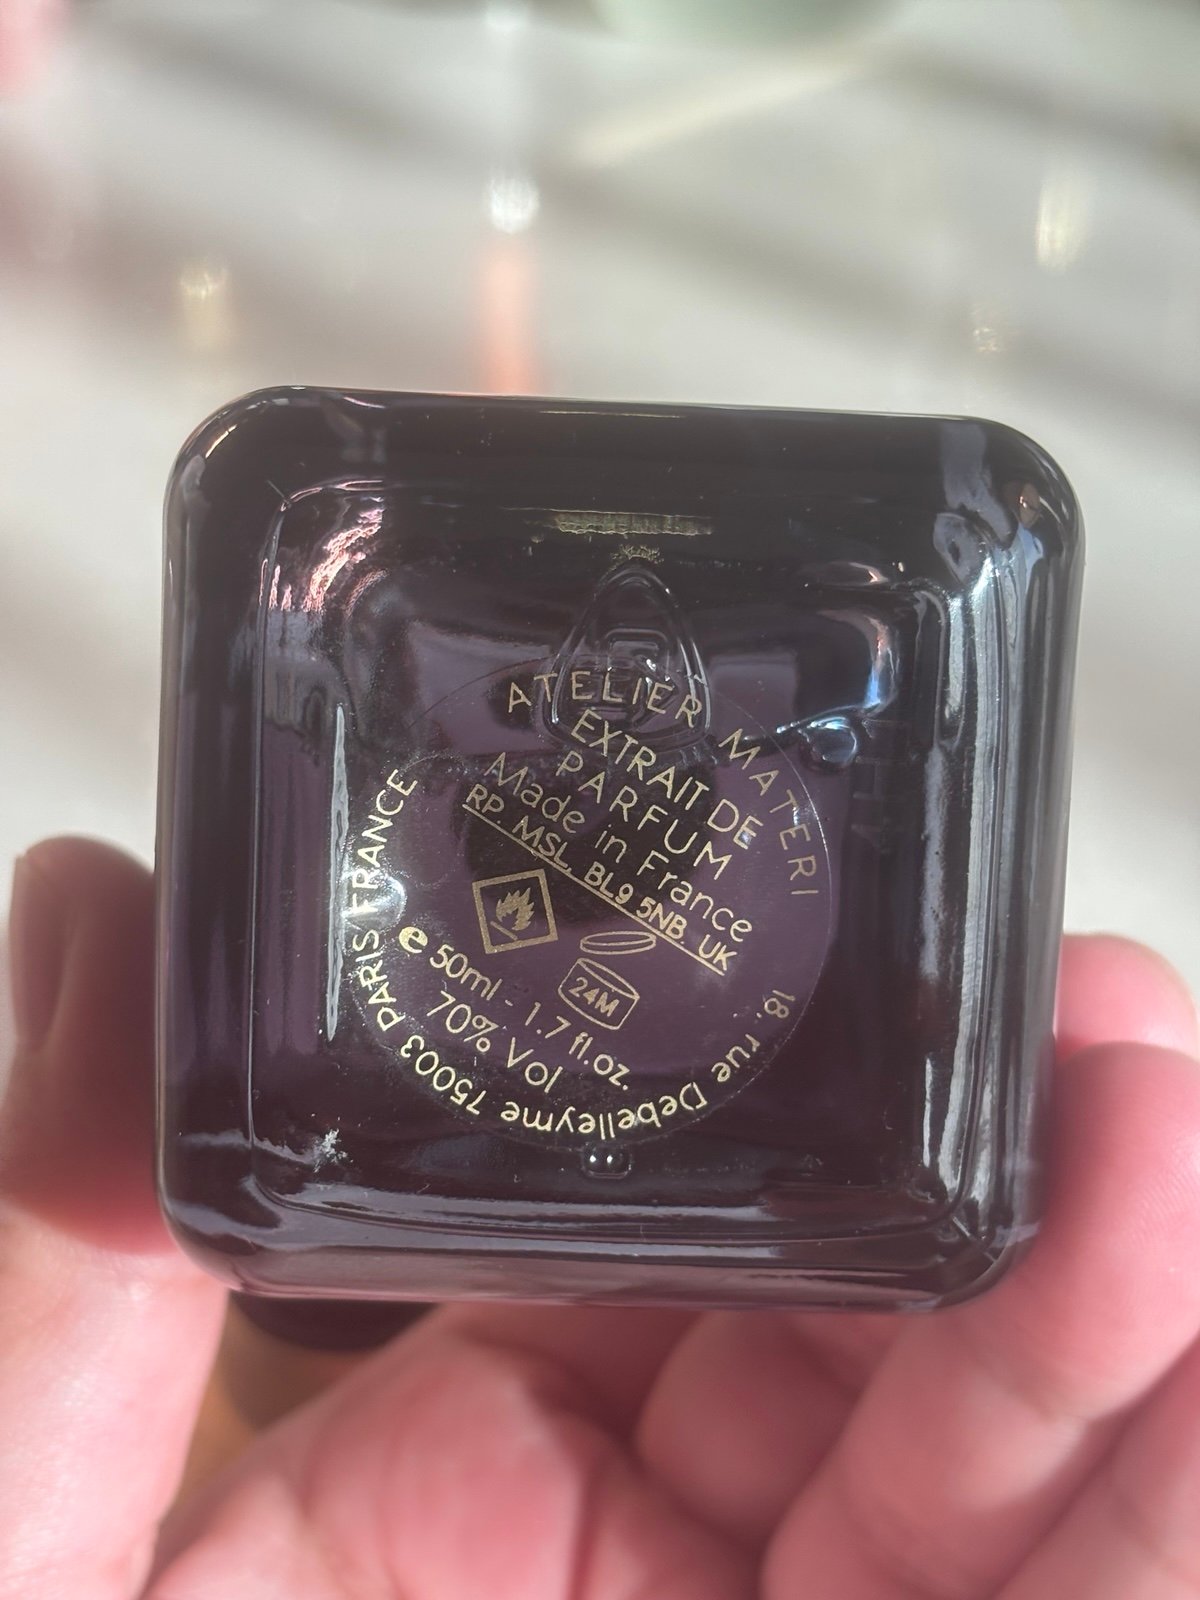 ATELIER MATERI
EXTRAIT DE
PARFUM
Made in France
RP. MSL. BL9 5NB UK
24M
e 50ml - 1.7 fl.oz.
70% Vol
18, rue Debelleyme 75003 PARIS FRANCE